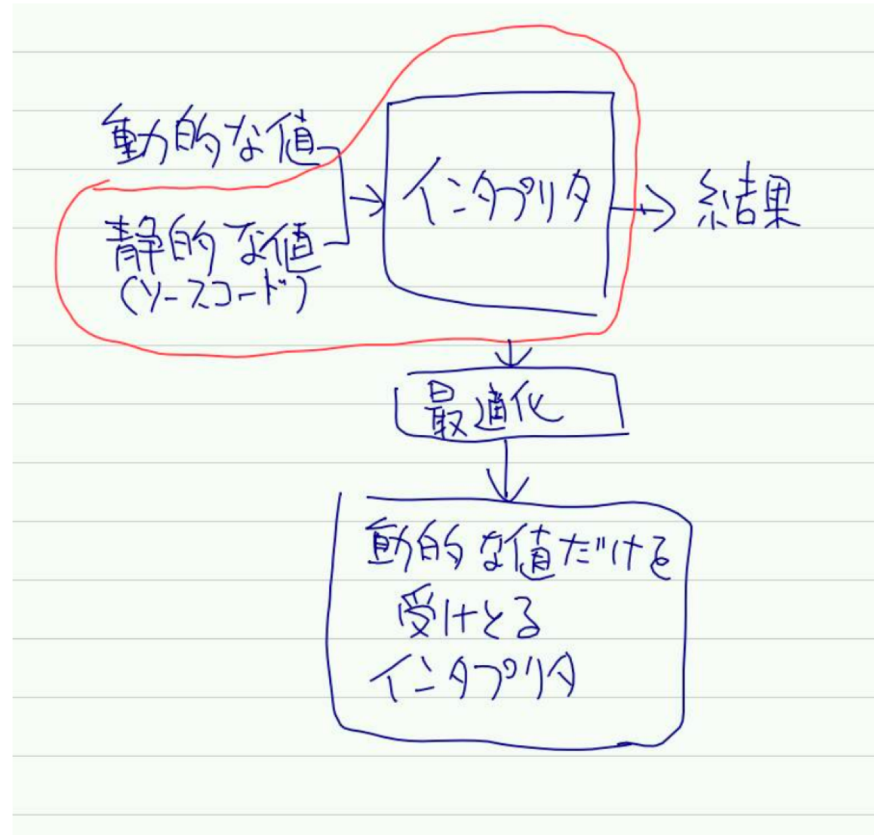 動的な値
静的な値
(ソースコード)
インタプリタ
結果
最適化
動的な値だけを
受けとる
インタプリタ